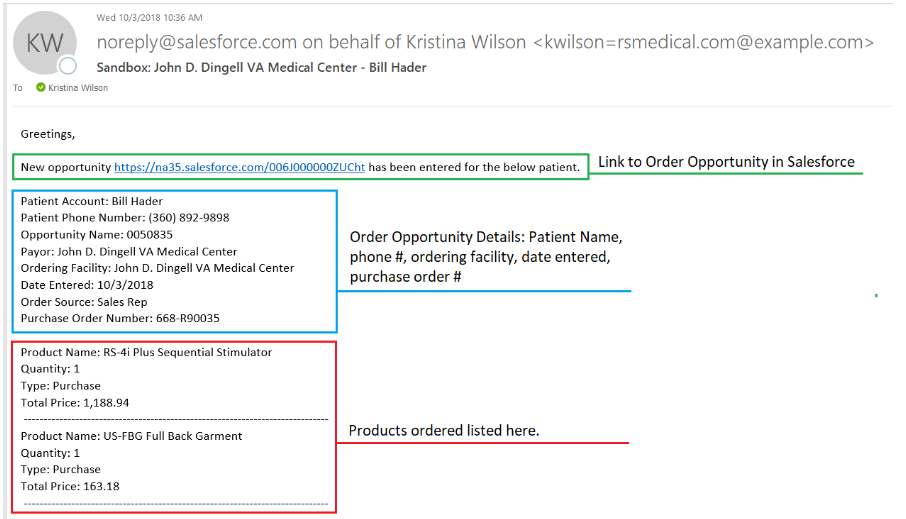 Wed 10/3/2018 10:36 AM
KW
noreply@salesforce.com on behalf of Kristina Wilson <kwilson=rsmedical.com@example.com>
Sandbox: John D. Dingell VA Medical Center - Bill Hader
To Kristina Wilson
Greetings,
New opportunity https://na35.salesforce.com/006J000000ZUCht has been entered for the below patient.
Link to Order Opportunity in Salesforce
Patient Account: Bill Hader
Patient Phone Number: (360) 892-9898
Opportunity Name: 0050835
Payor: John D. Dingell VA Medical Center
Ordering Facility: John D. Dingell VA Medical Center
Date Entered: 10/3/2018
Order Source: Sales Rep
Purchase Order Number: 668-R90035
Order Opportunity Details: Patient Name,
phone #, ordering facility, date entered,
purchase order #
Product Name: RS-4i Plus Sequential Stimulator
Quantity: 1
Type: Purchase
Total Price: 1,188.94
--------------------------------------------------------------------------
Product Name: US-FBG Full Back Garment
Quantity: 1
Type: Purchase
Total Price: 163.18
--------------------------------------------------------------------------
Products ordered listed here.